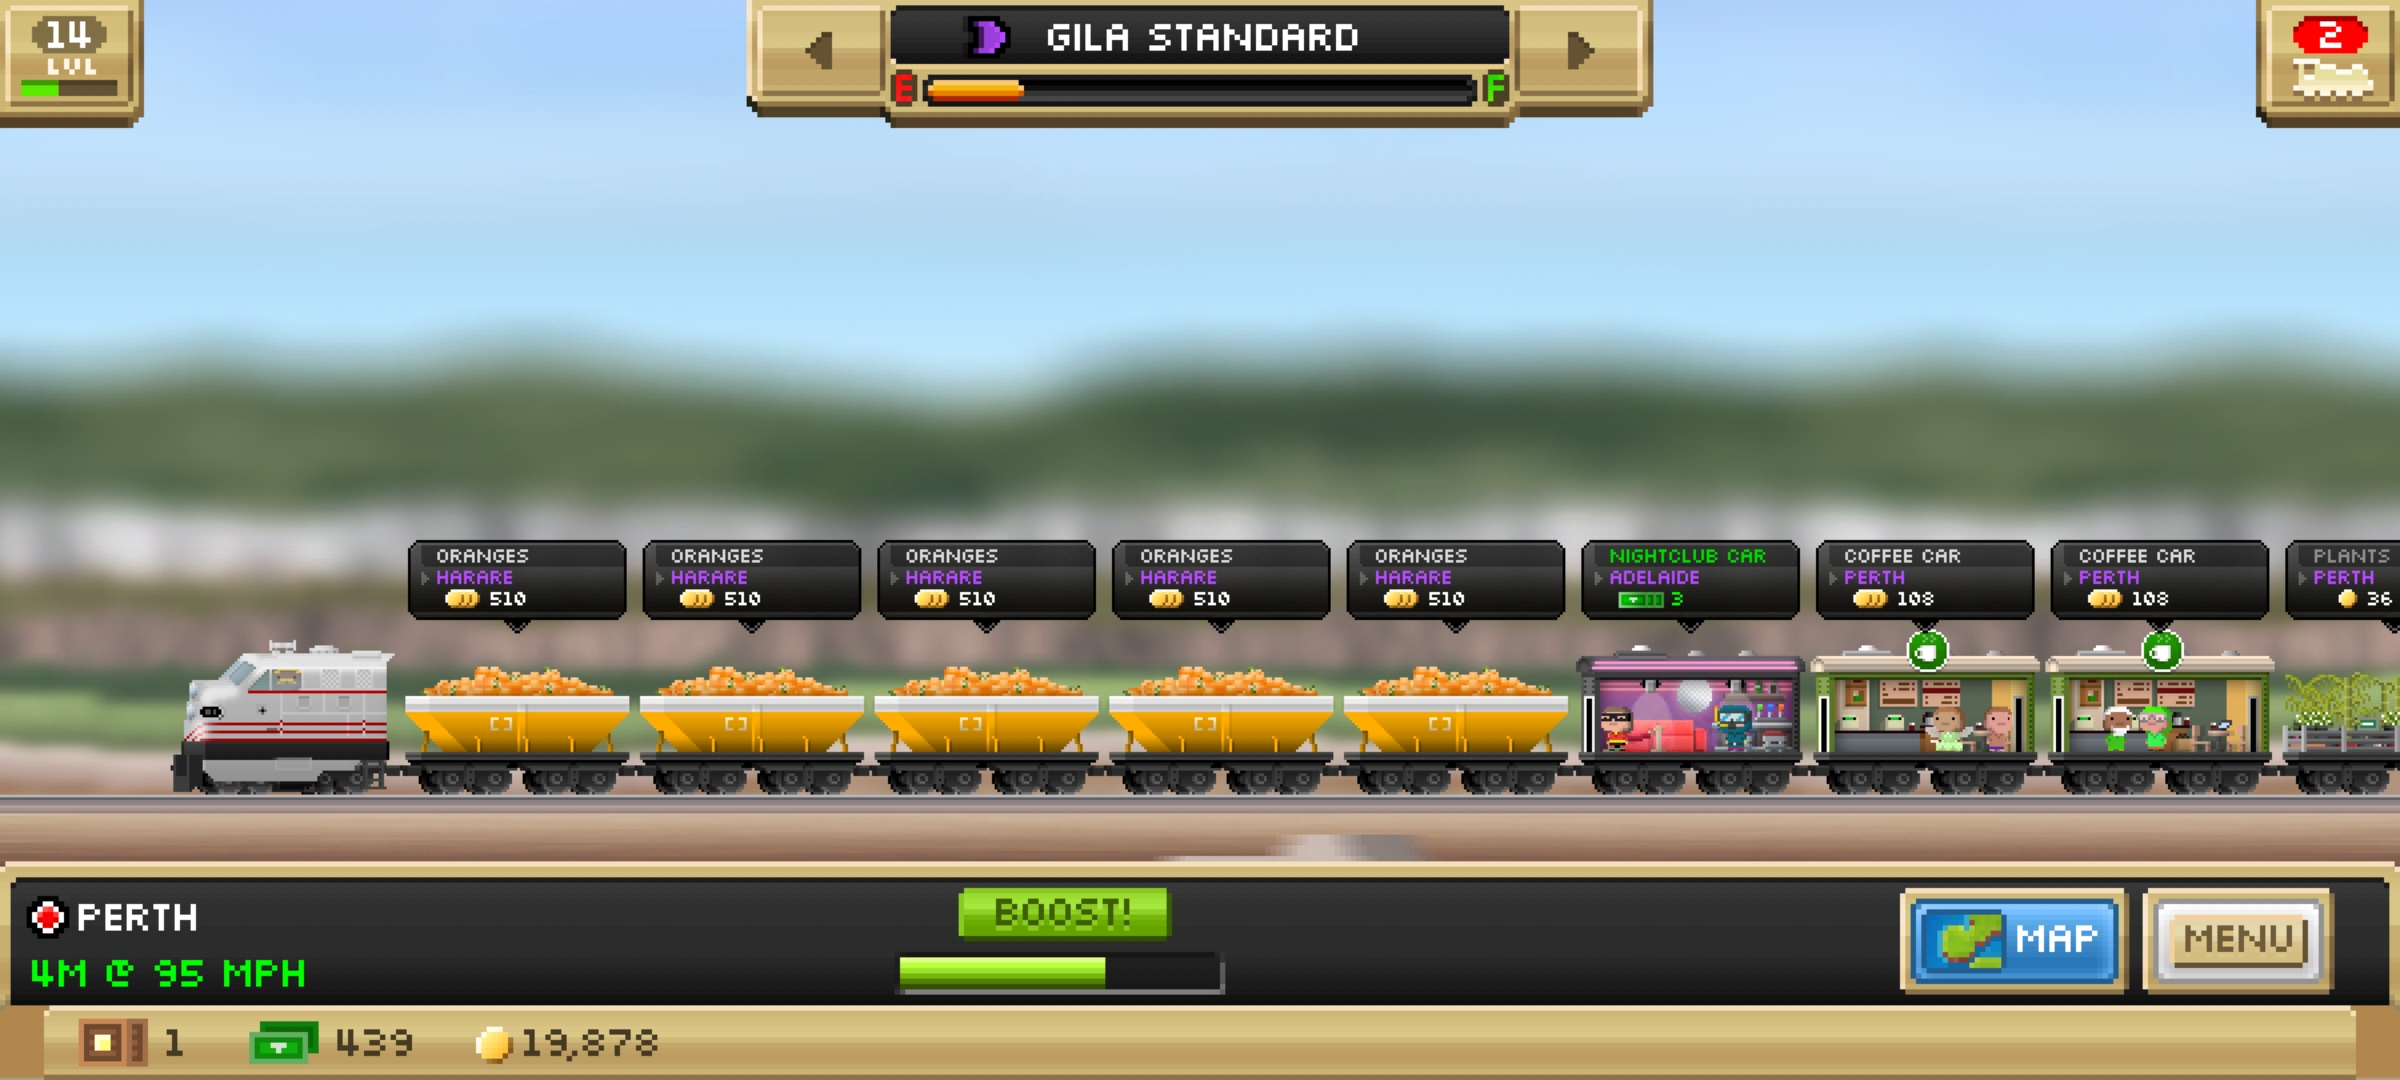 14
LVL
GILA STANDARD
E F
2
ORANGES
HARARE
510
ORANGES
HARARE
510
ORANGES
HARARE
510
ORANGES
HARARE
510
ORANGES
HARARE
510
NIGHTCLUB CAR
ADELAIDE
3
COFFEE CAR
PERTH
108
COFFEE CAR
PERTH
108
PLANTS
PERTH
36
PERTH
4M @ 95 MPH
BOOST!
MAP
MENU
1
439
19,878